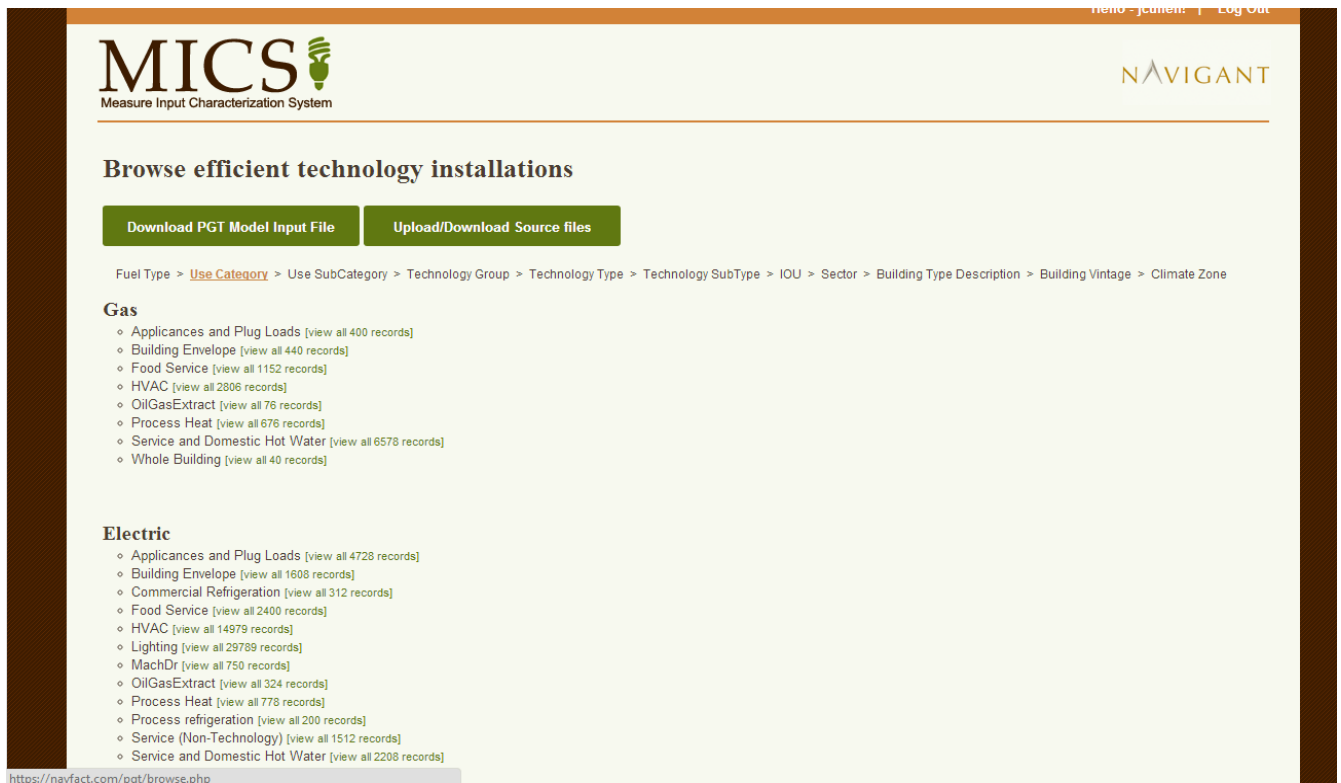 Hello - jcullen! | Log Out
MICS
Measure Input Characterization System
NAVIGANT
Browse efficient technology installations
Download PGT Model Input File
Upload/Download Source files
Fuel Type > Use Category > Use SubCategory > Technology Group > Technology Type > Technology SubType > IOU > Sector > Building Type Description > Building Vintage > Climate Zone
Gas
Applicances and Plug Loads [view all 400 records]
Building Envelope [view all 440 records]
Food Service [view all 1152 records]
HVAC [view all 2806 records]
OilGasExtract [view all 76 records]
Process Heat [view all 676 records]
Service and Domestic Hot Water [view all 6578 records]
Whole Building [view all 40 records]
Electric
Applicances and Plug Loads [view all 4728 records]
Building Envelope [view all 1608 records]
Commercial Refrigeration [view all 312 records]
Food Service [view all 2400 records]
HVAC [view all 14979 records]
Lighting [view all 29789 records]
MachDr [view all 750 records]
OilGasExtract [view all 324 records]
Process Heat [view all 778 records]
Process refrigeration [view all 200 records]
Service (Non-Technology) [view all 1512 records]
Service and Domestic Hot Water [view all 2208 records]
https://navfact.com/pgt/browse.php